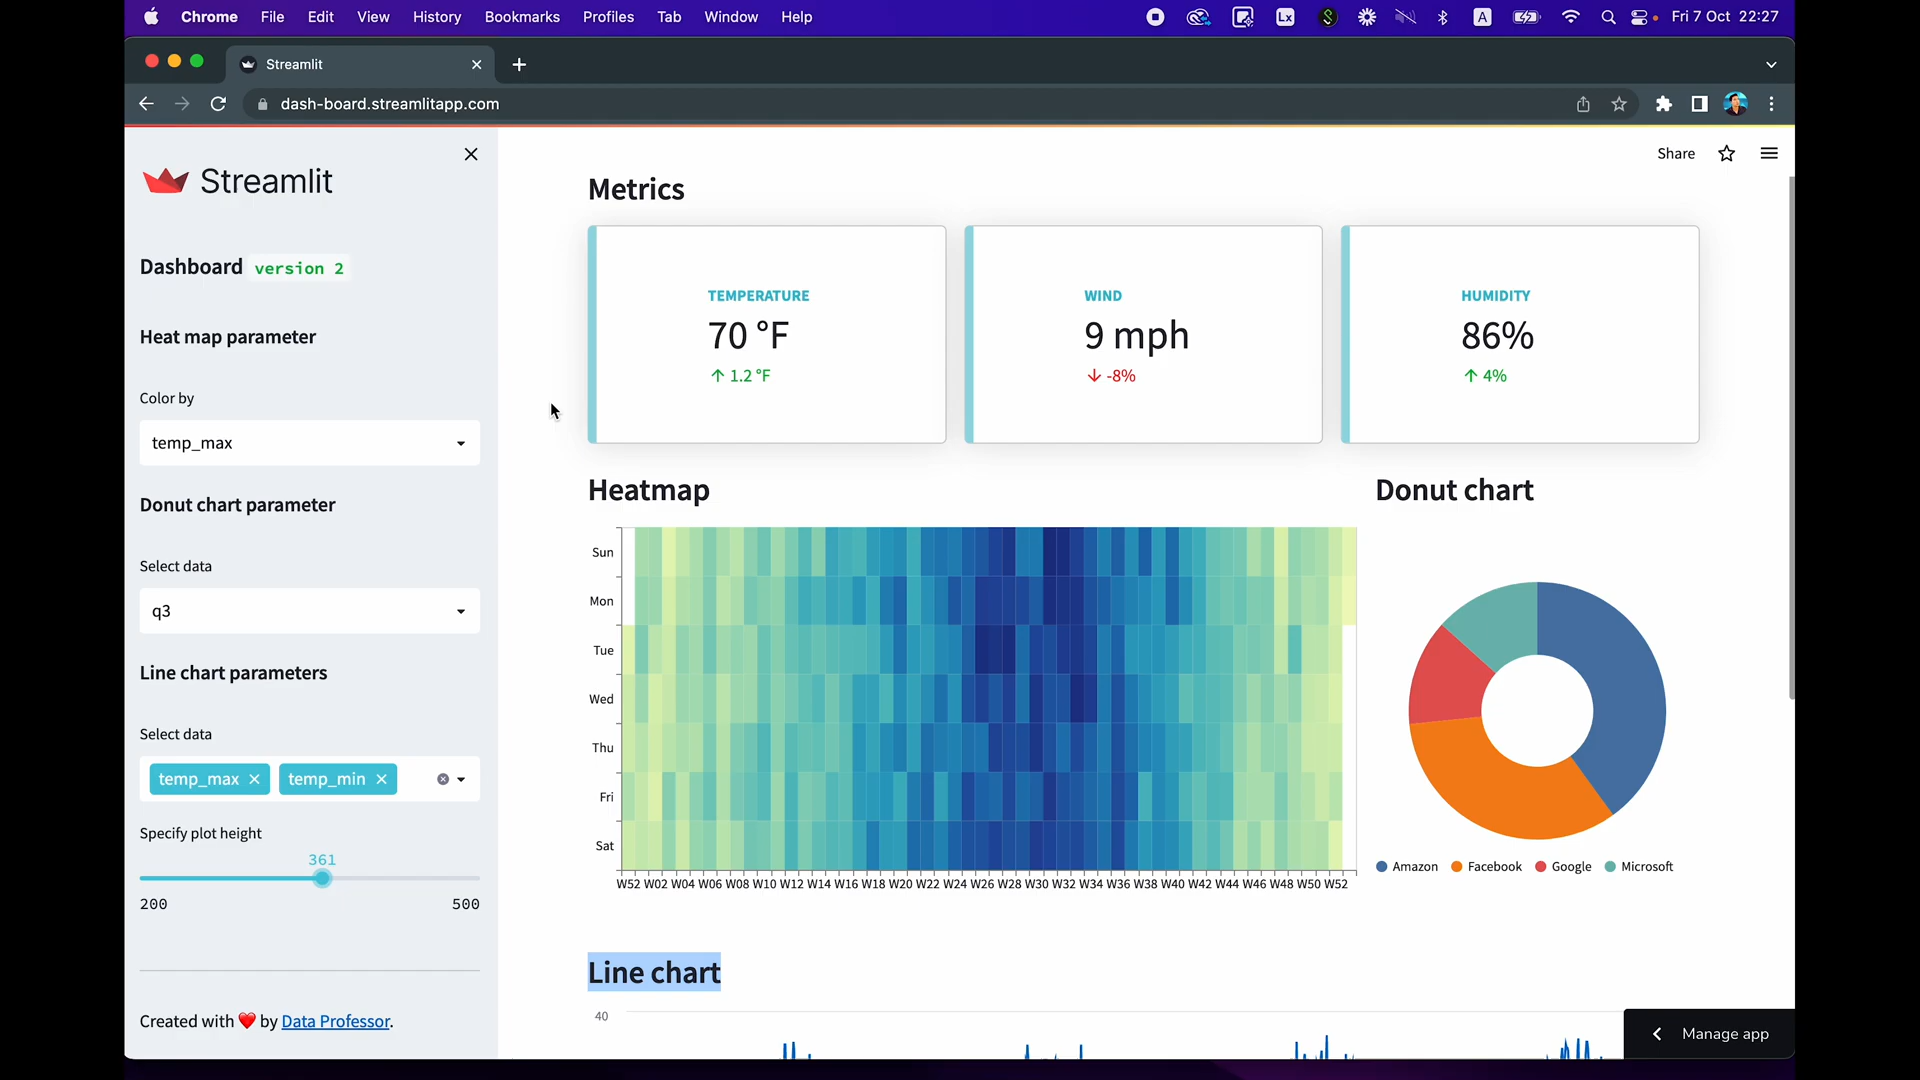 Chrome File Edit View History Bookmarks Profiles Tab Window Help
Lx
A
Fri 7 Oct 22:27
Streamlit
dash-board.streamlitapp.com
Streamlit
Dashboard version 2
Heat map parameter
Color by
temp_max
Donut chart parameter
Select data
q3
Line chart parameters
Select data
temp_max temp_min
Specify plot height
361
200 500
Created with ❤️ by Data Professor.
Share
Metrics
TEMPERATURE
70 °F
↑ 1.2 °F
WIND
9 mph
↓ -8%
HUMIDITY
86%
↑ 4%
Heatmap
Sun
Mon
Tue
Wed
Thu
Fri
Sat
W52 W02 W04 W06 W08 W10 W12 W14 W16 W18 W20 W22 W24 W26 W28 W30 W32 W34 W36 W38 W40 W42 W44 W46 W48 W50 W52
Donut chart
Amazon Facebook Google Microsoft
Line chart
40
Manage app